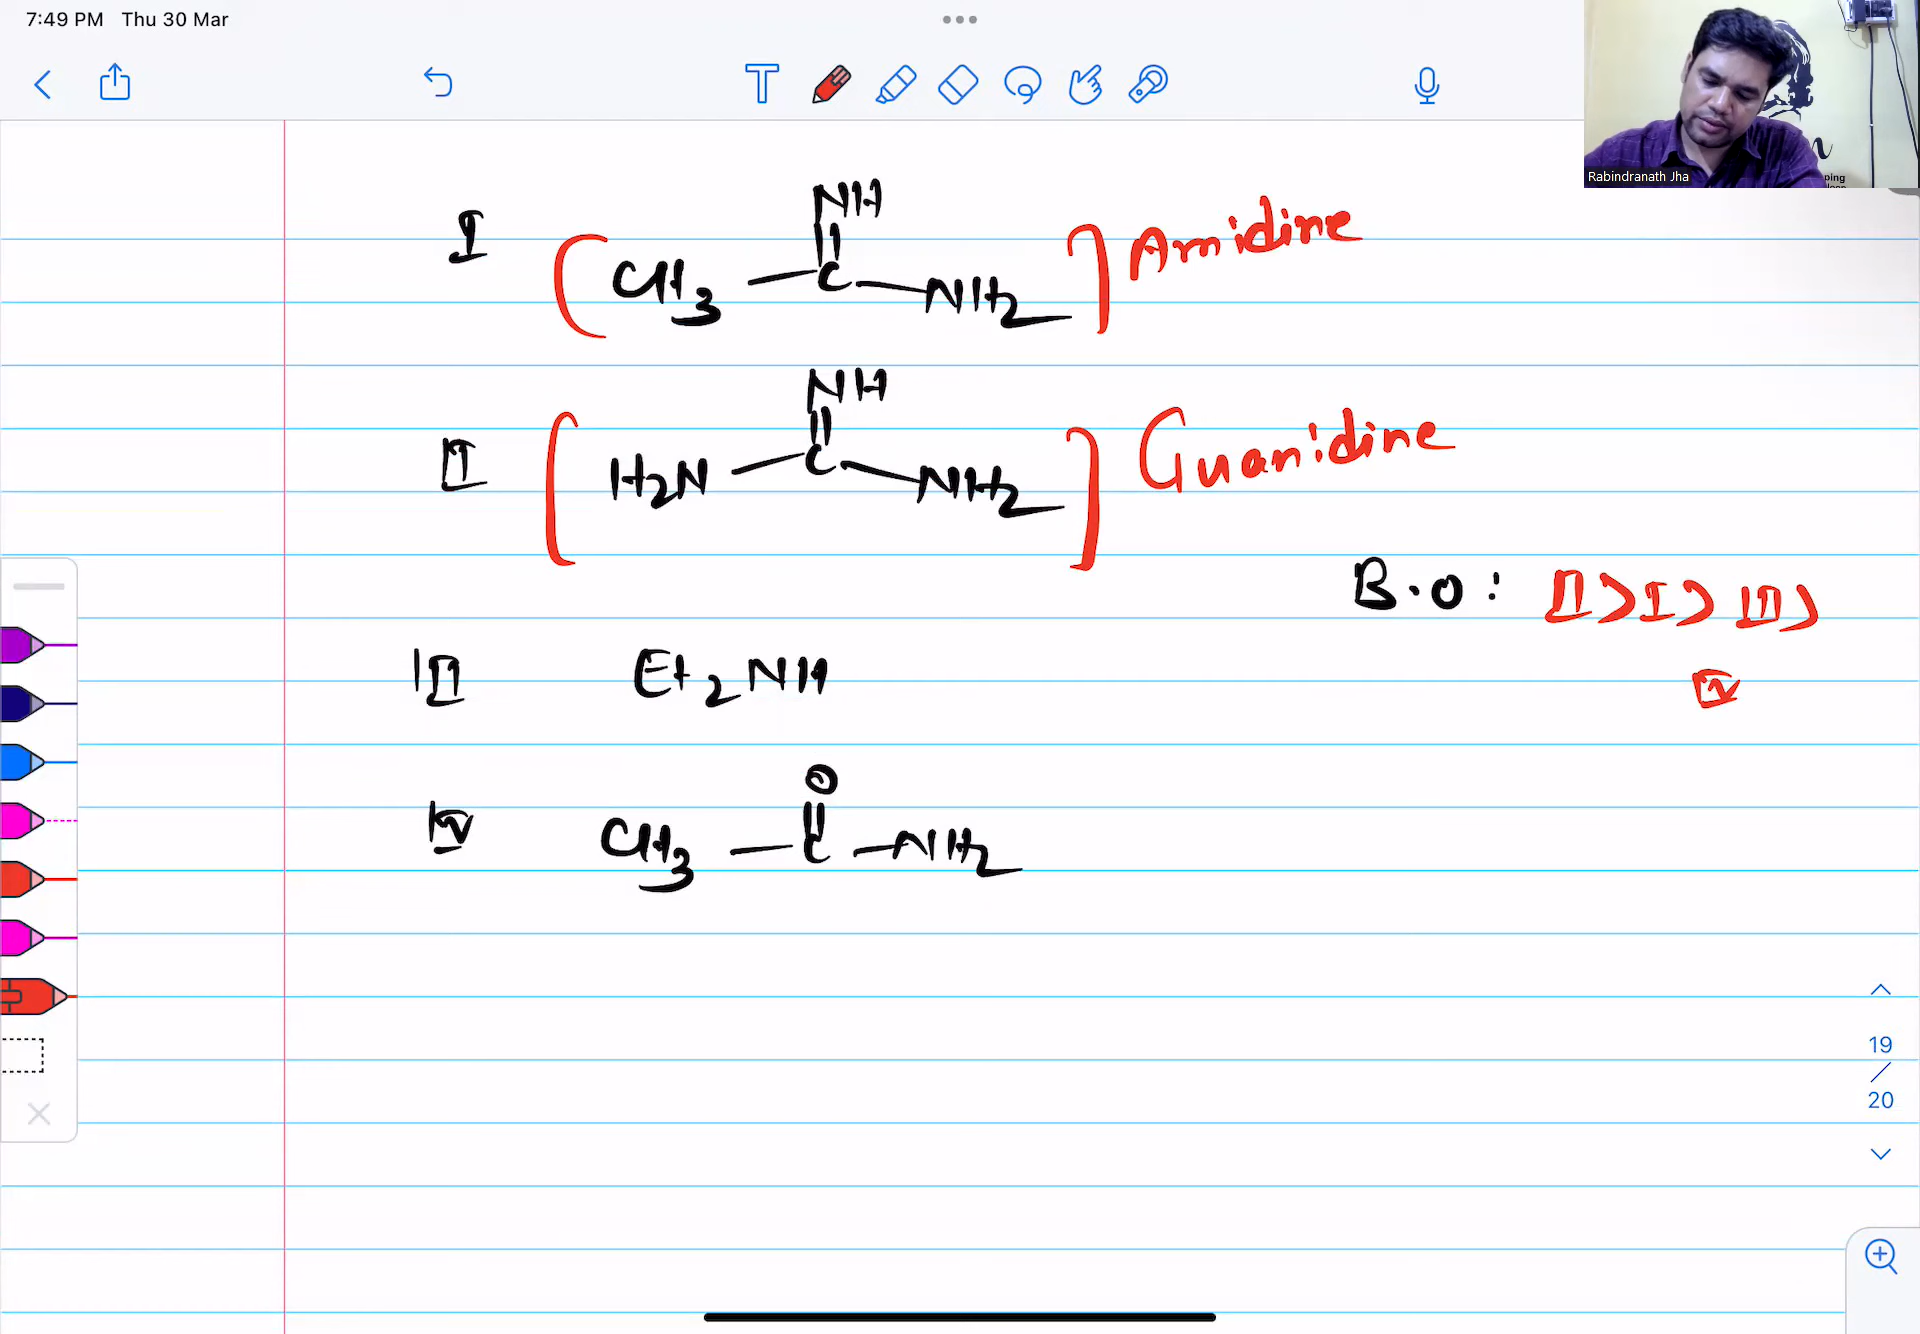 7:49 PM Thu 30 Mar
Rabindranath Jha
ping
I
NH
CH3 — C — NH2
Amidine
II
NH
H2N — C — NH2
Guanidine
B.O: II > I > III >
IV
III Et2NH
IV
O
CH3 — C — NH2
19
/
20